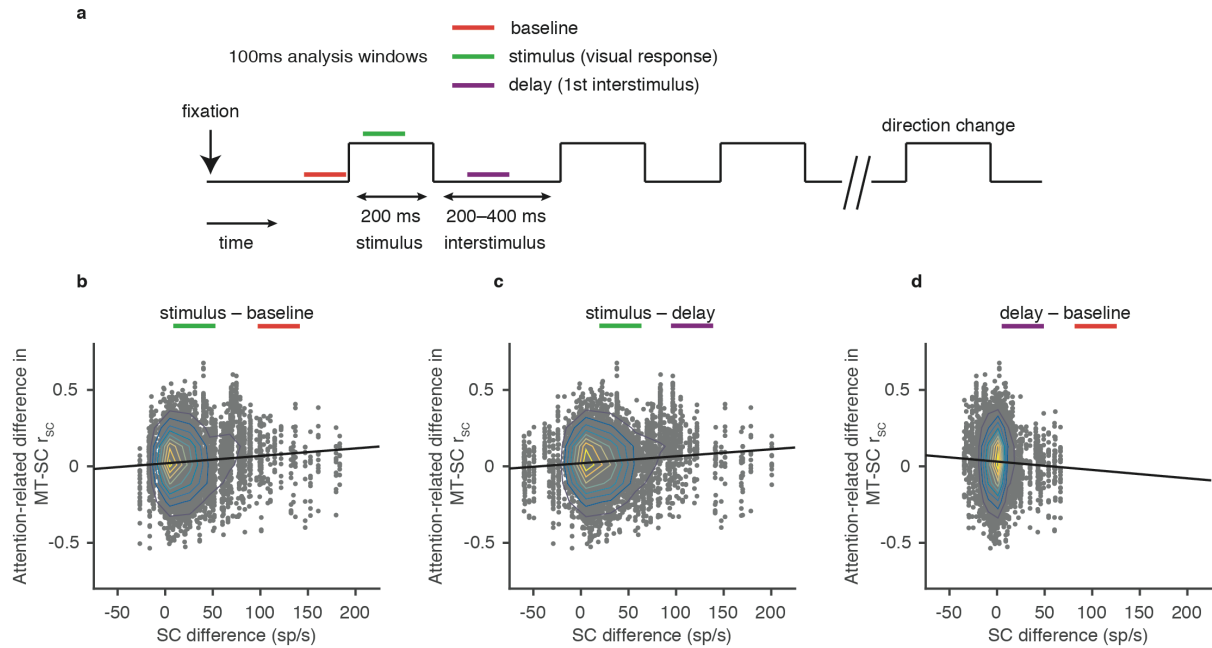 a
baseline
100ms analysis windows
stimulus (visual response)
delay (1st interstimulus)
fixation
direction change
200 ms
stimulus
200–400 ms
interstimulus
time
b
stimulus – baseline
Attention-related difference in
MT-SC rsc
0.5
0
-0.5
-50 0 50 100 150 200
SC difference (sp/s)
c
stimulus – delay
Attention-related difference in
MT-SC rsc
0.5
0
-0.5
-50 0 50 100 150 200
SC difference (sp/s)
d
delay – baseline
Attention-related difference in
MT-SC rsc
0.5
0
-0.5
-50 0 50 100 150 200
SC difference (sp/s)